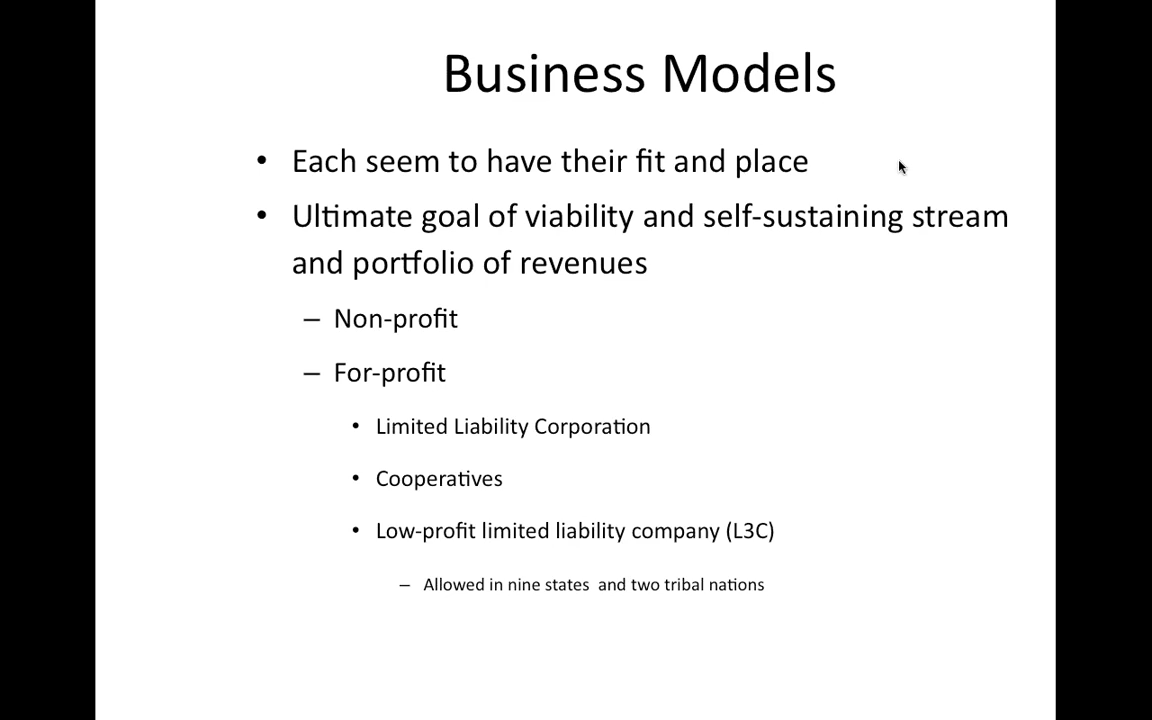 Business Models
• Each seem to have their fit and place
• Ultimate goal of viability and self-sustaining stream
and portfolio of revenues
– Non-profit
– For-profit
• Limited Liability Corporation
• Cooperatives
• Low-profit limited liability company (L3C)
– Allowed in nine states  and two tribal nations